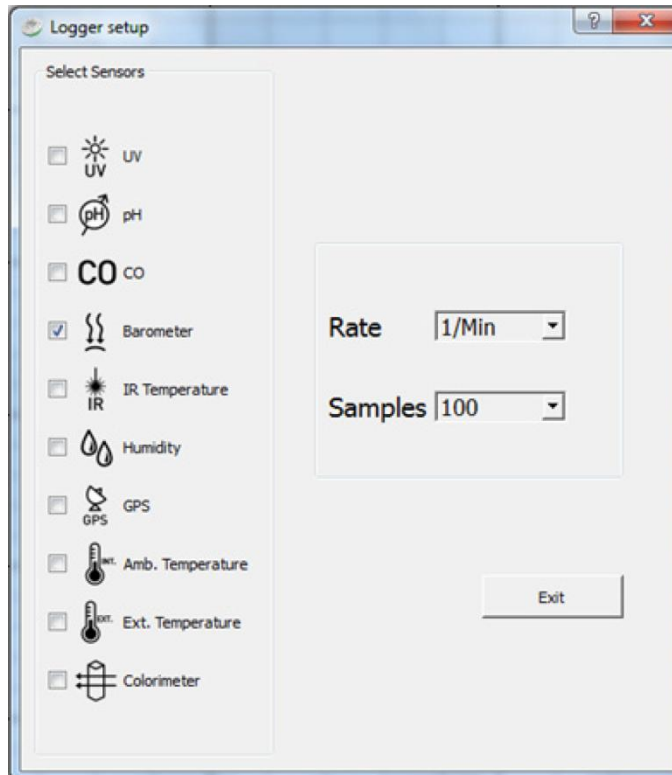 Logger setup
?
X
Select Sensors
UV UV
pH pH
CO CO
Barometer
IR IR Temperature
Humidity
GPS GPS
INT. Amb. Temperature
EXT. Ext. Temperature
Colorimeter
Rate 1/Min
Samples 100
Exit